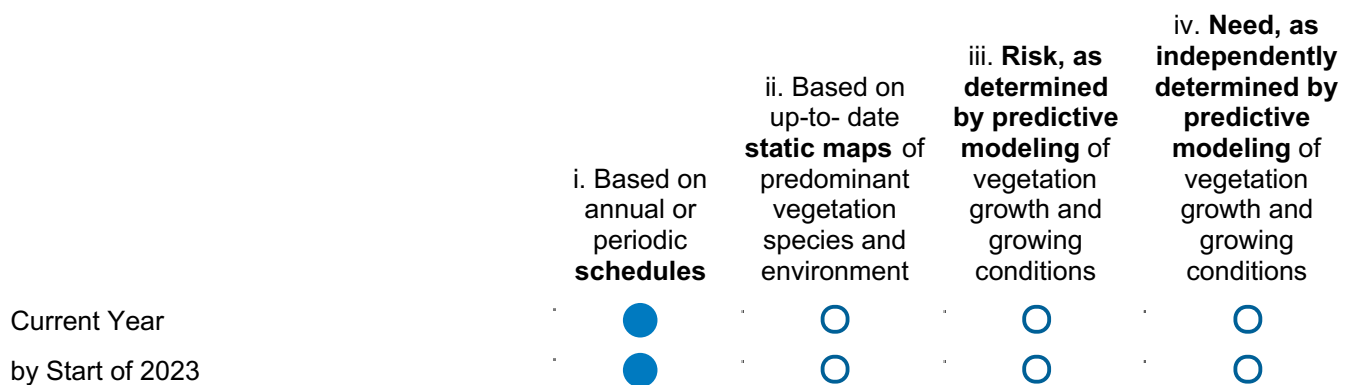 i. Based on
annual or
periodic
schedules
ii. Based on
up-to- date
static maps of
predominant
vegetation
species and
environment
iii. Risk, as
determined
by predictive
modeling of
vegetation
growth and
growing
conditions
iv. Need, as
independently
determined by
predictive
modeling of
vegetation
growth and
growing
conditions
Current Year
by Start of 2023